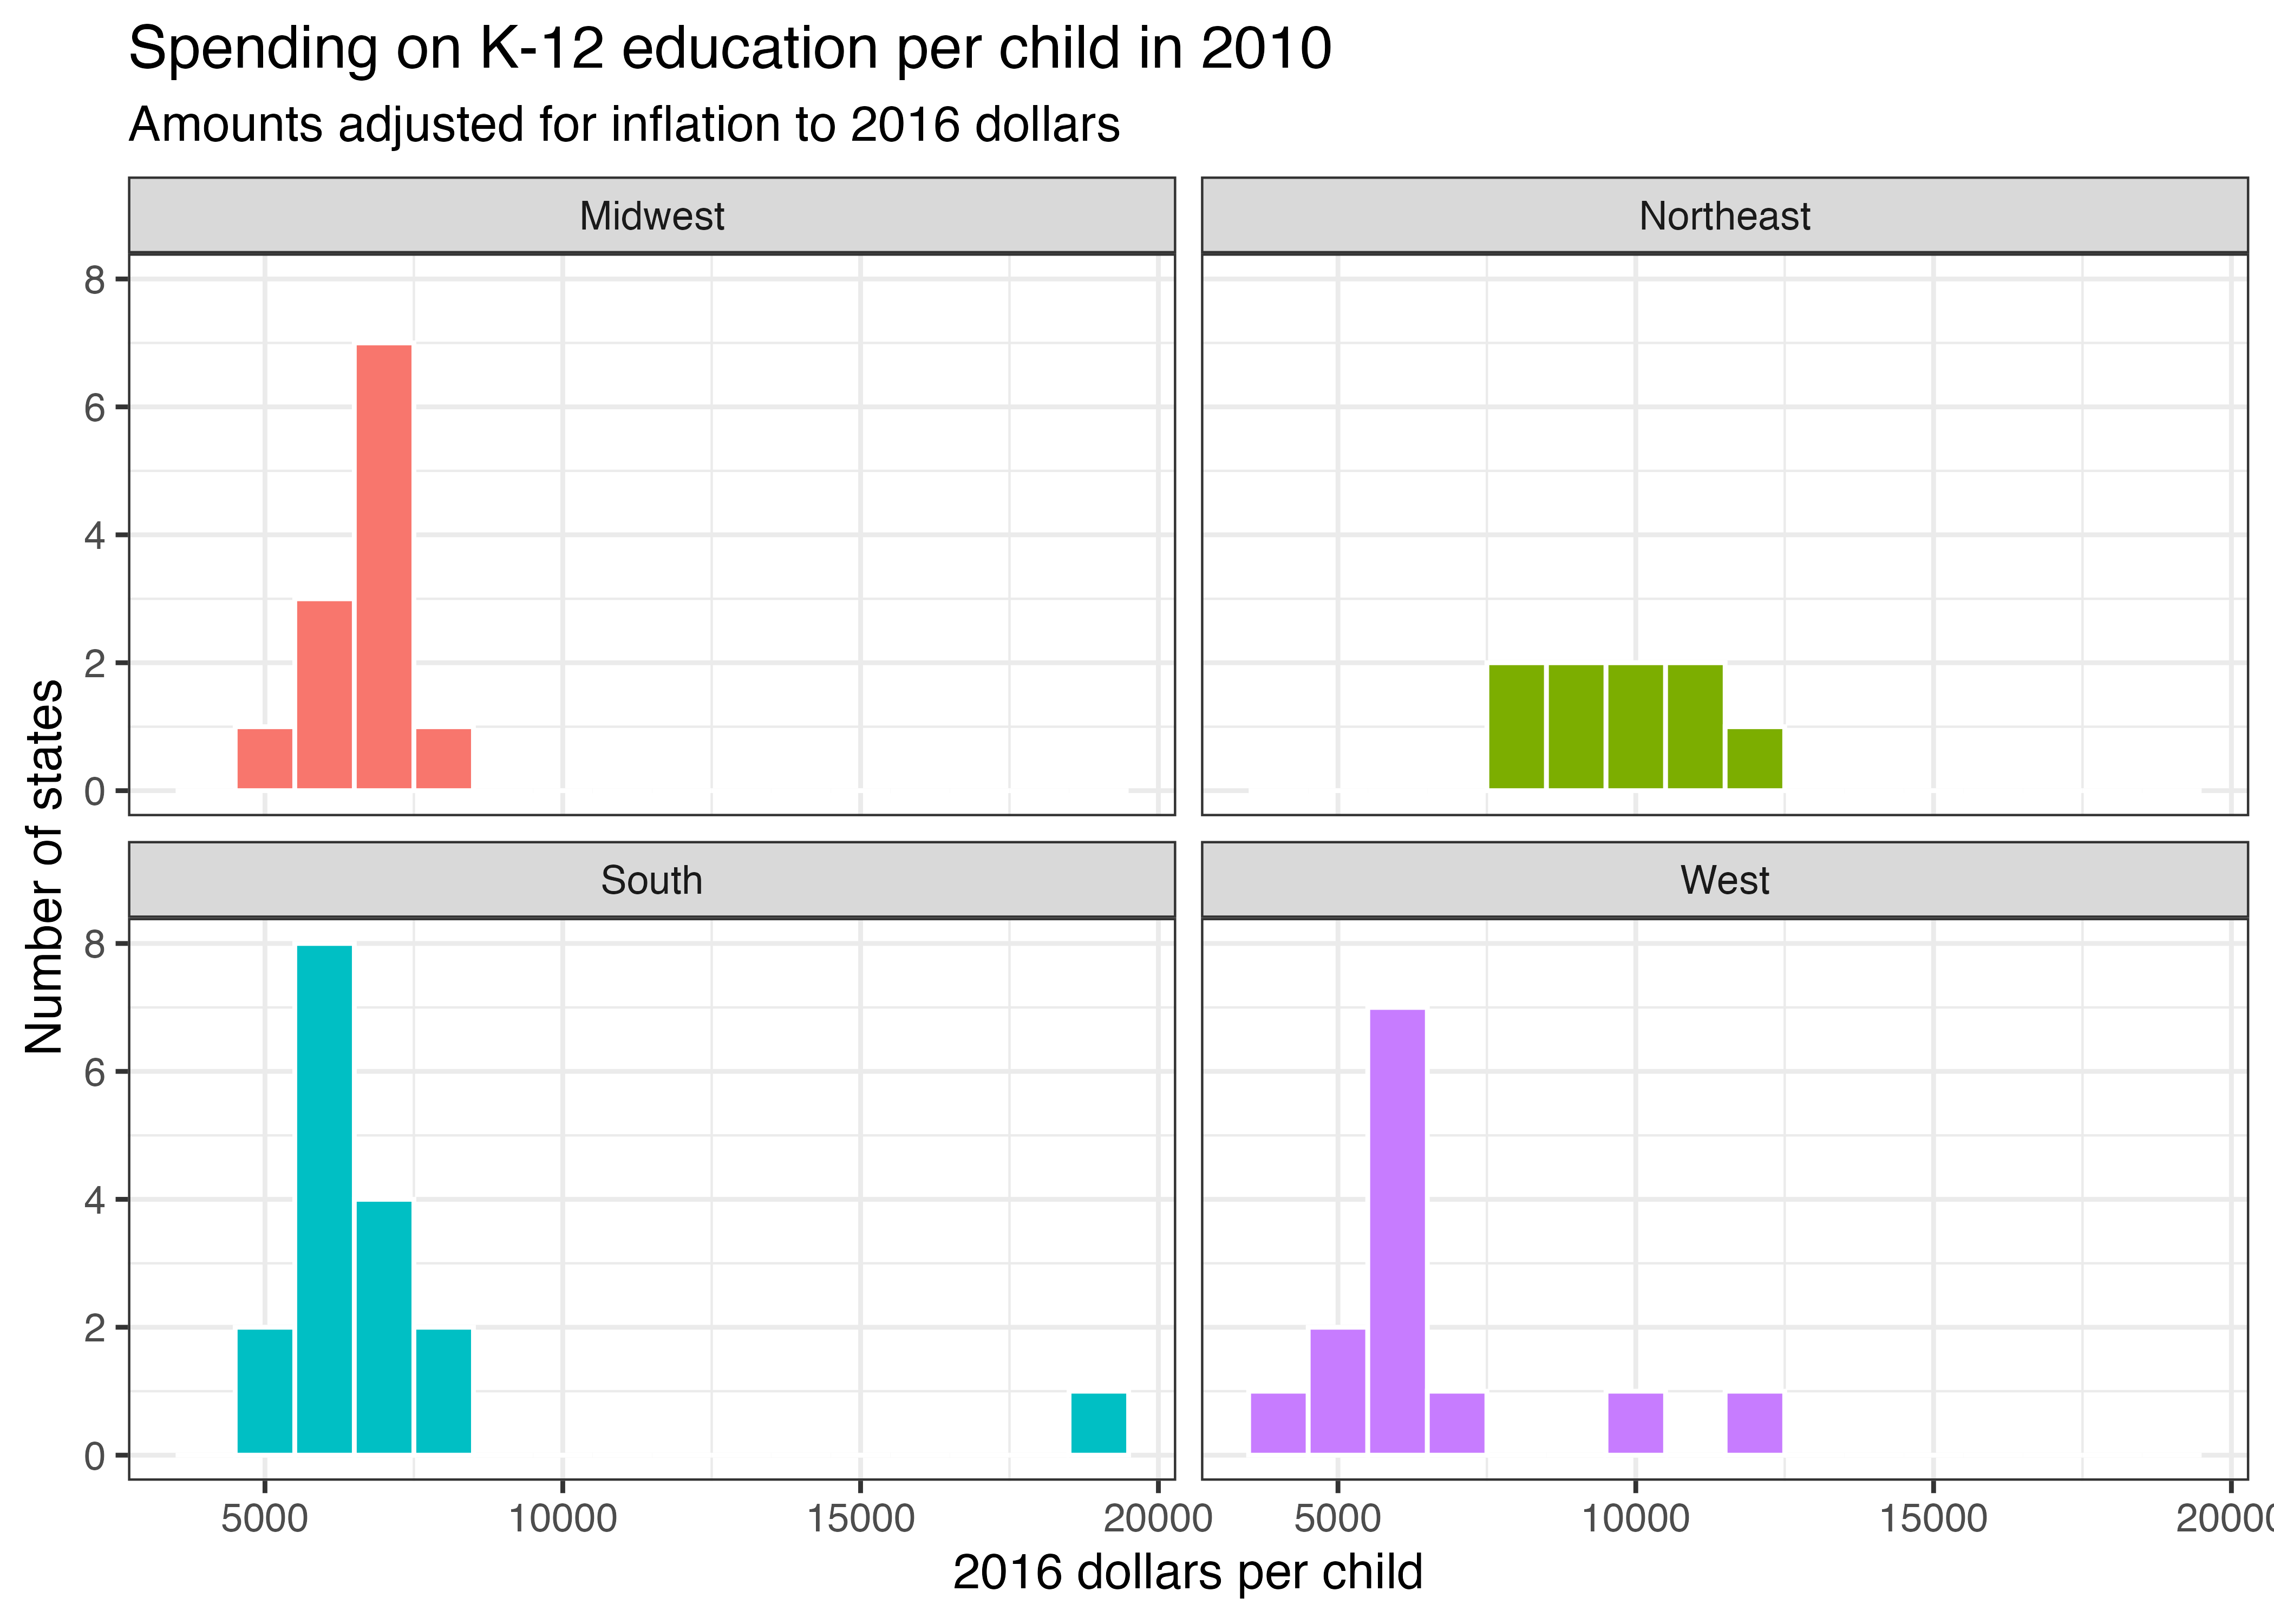 Spending on K-12 education per child in 2010
Amounts adjusted for inflation to 2016 dollars
Midwest
Northeast
8
6
4
2
0
South
West
8
6
4
2
0
Number of states
5000 10000 15000 20000 5000 10000 15000 2000
2016 dollars per child